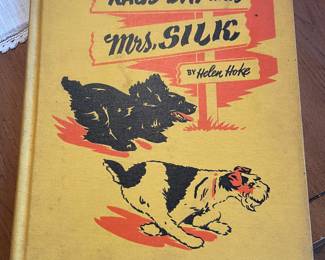 Mrs. SILK
BY Helen Hoke